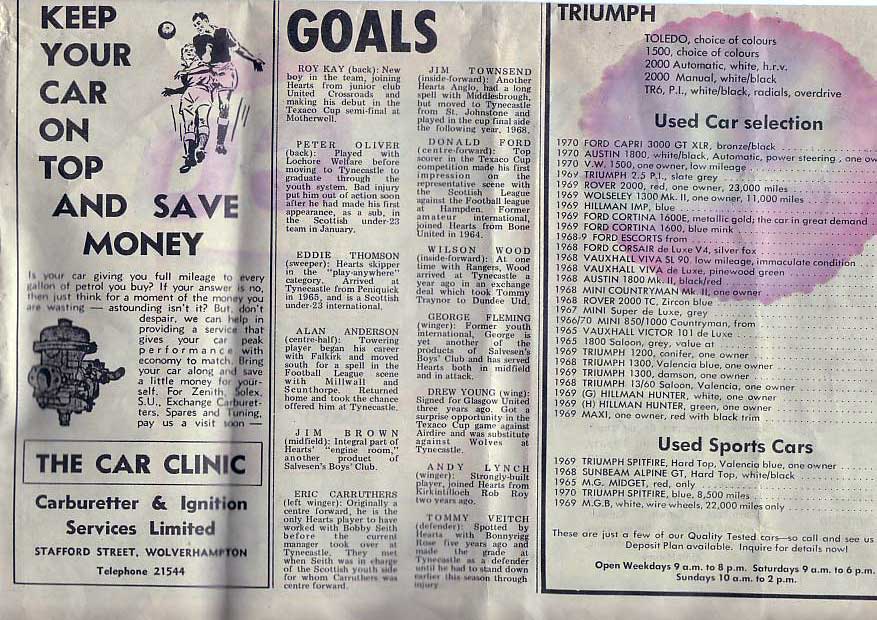 KEEP
YOUR
CAR
ON
TOP
AND SAVE
MONEY
Is your car giving you full mileage to every
gallon of petrol you buy? If your answer is no,
then just think for a moment of the money you
are wasting — astounding isn't it? But, don't
despair, we can help in
providing a service that
gives your car peak
performance with
economy to match. Bring
your car along and save
a little money for your-
self. For Zenith, Solex,
S.U., Exchange Carburet-
ters, Spares and Tuning,
pay us a visit soon —
THE CAR CLINIC
Carburetter & Ignition
Services Limited
STAFFORD STREET, WOLVERHAMPTON
Telephone 21544
GOALS
ROY KAY (back): New
boy in the team, joining
Hearts from junior club
United Crossroads and
making his debut in the
Texaco Cup semi-final at
Motherwell.
PETER OLIVER
(back): Played with
Lochore Welfare before
moving to Tynecastle to
graduate through the
youth system. Bad injury
put him out of action soon
after he had made his first
appearance, as a sub, in
the Scottish under-23
team in January.
EDDIE THOMSON
(sweeper): Hearts skipper
in the "play-anywhere"
category. Arrived at
Tynecastle from Peniquick
in 1965, and is a Scottish
under-23 international.
ALAN ANDERSON
(centre-half): Towering
player began his career
with Falkirk and moved
south for a spell in the
Football League scene
with Millwall and
Scunthorpe. Returned
home and took the chance
offered him at Tynecastle.
JIM BROWN
(midfield): Integral part of
Hearts' "engine room,"
another product of
Salvesen's Boys' Club.
ERIC CARRUTHERS
(left winger): Originally a
centre forward, he is the
only Hearts player to have
worked with Bobby Seith
before the current
manager took over at
Tynecastle. They met
when Seith was in charge
of the Scottish youth side
for whom Carruthers was
centre forward.
JIM TOWNSEND
(inside-forward): Another
Hearts Anglo, had a long
spell with Middlesbrough,
but moved to Tynecastle
from St. Johnstone and
played in the cup final side
the following year, 1968.
DONALD FORD
(centre-forward): Top
scorer in the Texaco Cup
competition made his first
impression on the
representative scene with
the Scottish League
against the Football league
at Hampden. Former
amateur international,
joined Hearts from Bone
United in 1964.
WILSON WOOD
(inside-forward): At one
time with Rangers, Wood
arrived at Tynecastle a
year ago in an exchange
deal which took Tommy
Traynor to Dundee Utd.
GEORGE FLEMING
(winger): Former youth
international, George is
yet another of the
products of Salvesen's
Boys' Club and has served
Hearts both in midfield
and in attack.
DREW YOUNG (wing):
Signed for Glasgow United
three years ago. Got a
surprise opportunity in the
Texaco Cup game against
Airdire and was substitute
against Wolves at
Tynecastle.
ANDY LYNCH
(winger): Strongly-built
player, joined Hearts from
Kirkintilloch Rob Roy
two years ago.
TOMMY VEITCH
(defender): Spotted by
Hearts with Bonnyrigg
Rose five years ago and
made the grade at
Tynecastle as a defender
until he had to stand down
earlier this season through
injury
TRIUMPH
TOLEDO, choice of colours
1500, choice of colours
2000 Automatic, white, h.r.v.
2000 Manual, white/black
TR6, P.I., white/black, radials, overdrive
Used Car selection
1970 FORD CAPRI 3000 GT XLR, bronze/black
1970 AUSTIN 1800, white/black, Automatic, power steering, one ow
1970 V.W. 1500, one owner, low mileage
1969 TRIUMPH 2.5 P.I., slate grey
1969 ROVER 2000, red, one owner, 23,000 miles
1969 WOLSELEY 1300 Mk. II, one owner, 11,000 miles
1969 HILLMAN IMP, blue
1969 FORD CORTINA 1600E, metallic gold; the car in great demand
1969 FORD CORTINA 1600, blue mink
1968/9 FORD ESCORTS from
1968 FORD CORSAIR de Luxe V4, silver fox
1968 VAUXHALL VIVA SL 90, low mileage, immaculate condition
1968 VAUXHALL VIVA de Luxe, pinewood green
1968 AUSTIN 1800 Mk. II, black/red
1968 MINI COUNTRYMAN Mk. II, one owner
1968 ROVER 2000 TC, Zircon blue
1967 MINI Super de Luxe, grey
1966/70 MINI 850/1000 Countryman, from
1965 VAUXHALL VICTOR 101 de Luxe
1965 1800 Saloon, grey, value at
1969 TRIUMPH 1200, conifer, one owner
1968 TRIUMPH 1300, Valencia blue, one owner
1969 TRIUMPH 1300, damson, one owner
1968 TRIUMPH 13/60 Saloon, Valencia, one owner
1969 (G) HILLMAN HUNTER, white, one owner
1969 (H) HILLMAN HUNTER, green, one owner
1969 MAXI, one owner, red with black trim
Used Sports Cars
1969 TRIUMPH SPITFIRE, Hard Top, Valencia blue, one owner
1968 SUNBEAM ALPINE GT, Hard Top, white/black
1965 M.G. MIDGET, red, only
1970 TRIUMPH SPITFIRE, blue, 8,500 miles
1969 M.G.B, white, wire wheels, 22,000 miles only
These are just a few of our Quality Tested cars—so call and see us
Deposit Plan available. Inquire for details now!
Open Weekdays 9 a.m. to 8 p.m. Saturdays 9 a.m. to 6 p.m.
Sundays 10 a.m. to 2 p.m.